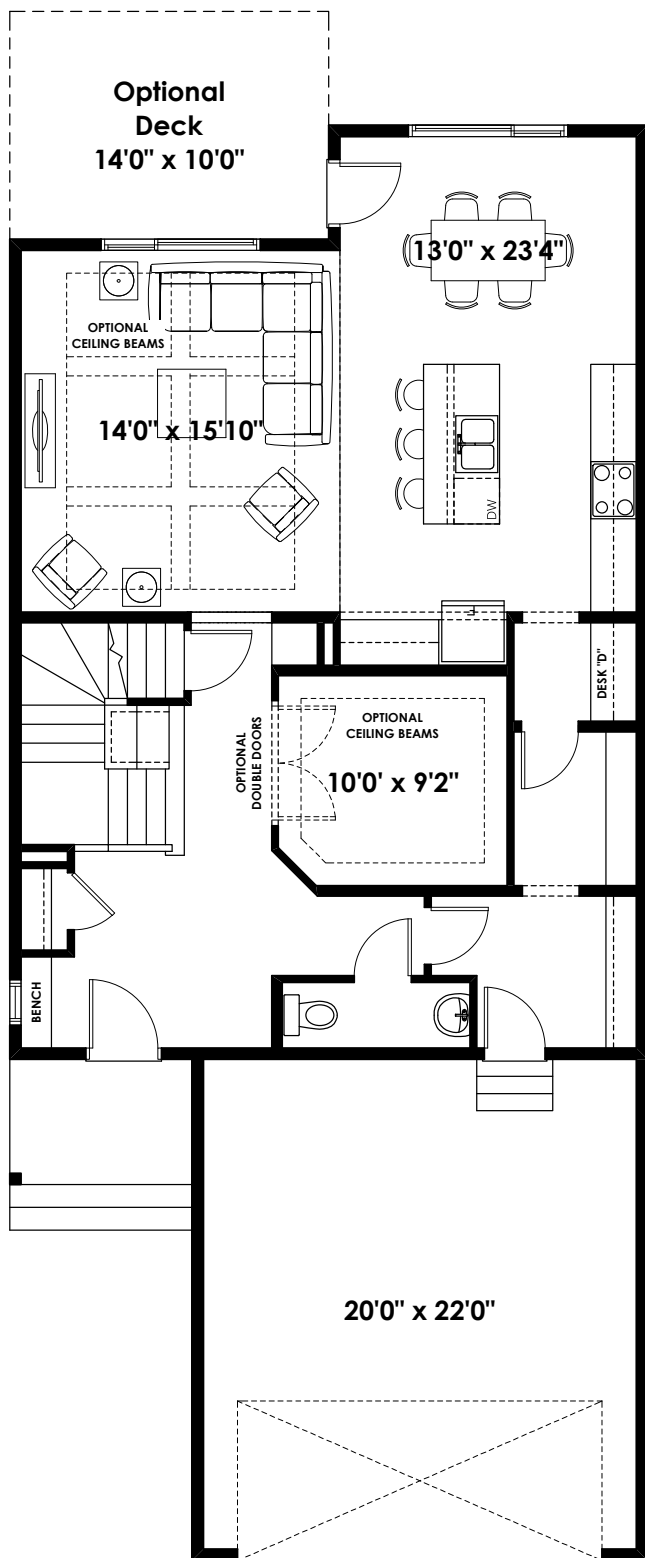 Optional
Deck
14'0" x 10'0"
13'0" x 23'4"
OPTIONAL
CEILING BEAMS
14'0" x 15'10"
DW
F
DESK "D"
OPTIONAL
DOUBLE DOORS
OPTIONAL
CEILING BEAMS
10'0' x 9'2"
BENCH
20'0" x 22'0"